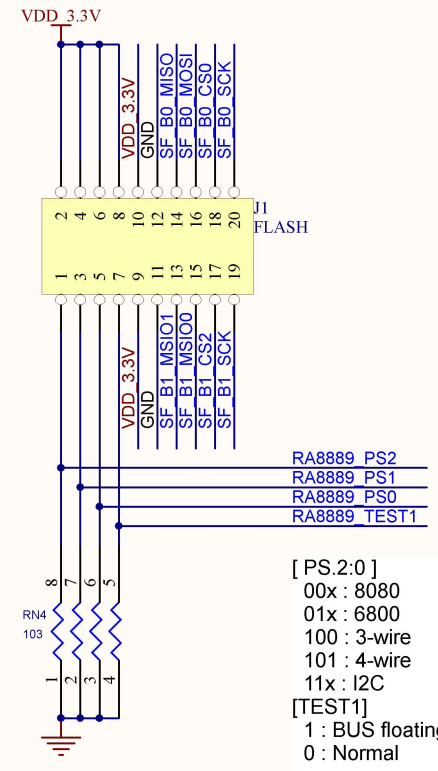 VDD_3.3V
VDD_3.3V
GND
SF_B0_MISO
SF_B0_MOSI
SF_B0_CS0
SF_B0_SCK
2 4 6 8 10 12 14 16 18 20
J1
FLASH
1 3 5 7 9 11 13 15 17 19
VDD_3.3V
GND
SF_B1_MSIO1
SF_B1_MSIO0
SF_B1_CS2
SF_B1_SCK
RA8889_PS2
RA8889_PS1
RA8889_PS0
RA8889_TEST1
8 7 6 5
RN4
103
1 2 3 4
[ PS.2:0 ]
00x : 8080
01x : 6800
100 : 3-wire
101 : 4-wire
11x : I2C
[TEST1]
1 : BUS floating
0 : Normal